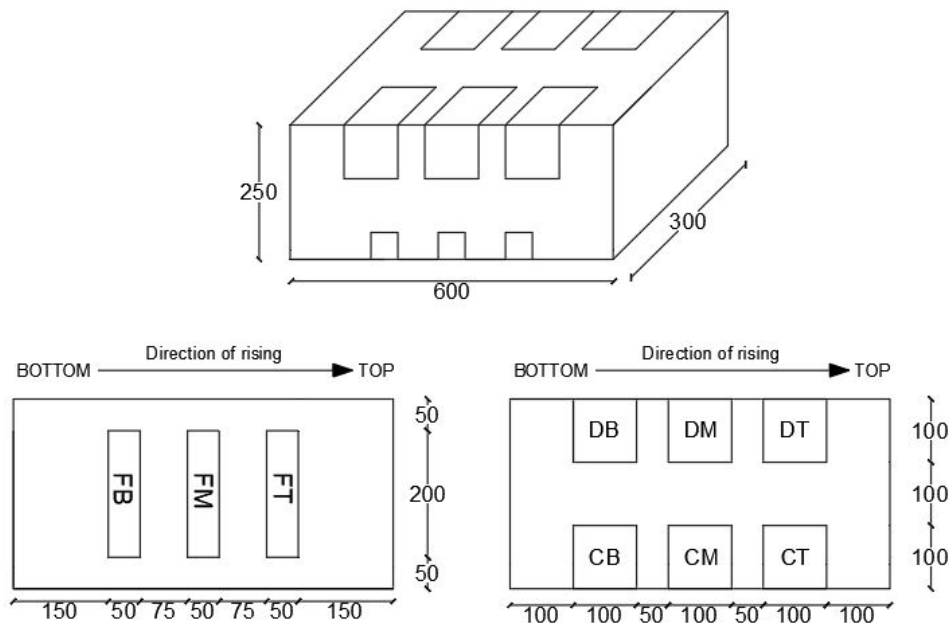 250
300
600
Direction of rising
BOTTOM TOP
FB FM FT
50
200
50
150 50 75 50 75 50 150
Direction of rising
BOTTOM TOP
DB DM DT
CB CM CT
100
100
100
100 100 50 100 50 100 100